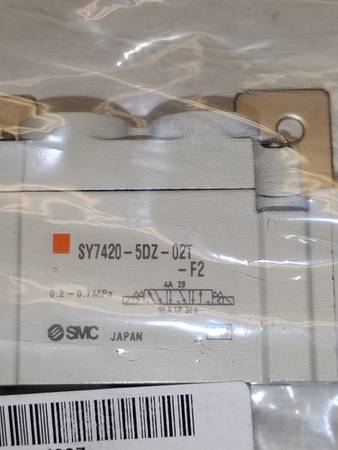 SY7420-5DZ-02T
-F2
0.2-0.7MPa
4A 2B
SMC JAPAN